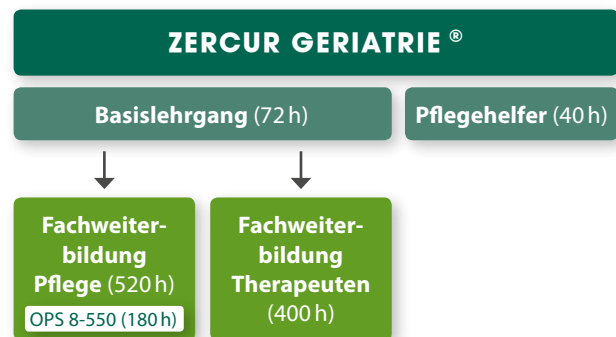 ZERCUR GERIATRIE ®
Basislehrgang (72 h)
Pflegehelfer (40 h)
Fachweiter-
bildung
Pflege (520 h)
OPS 8-550 (180 h)
Fachweiter-
bildung
Therapeuten
(400 h)